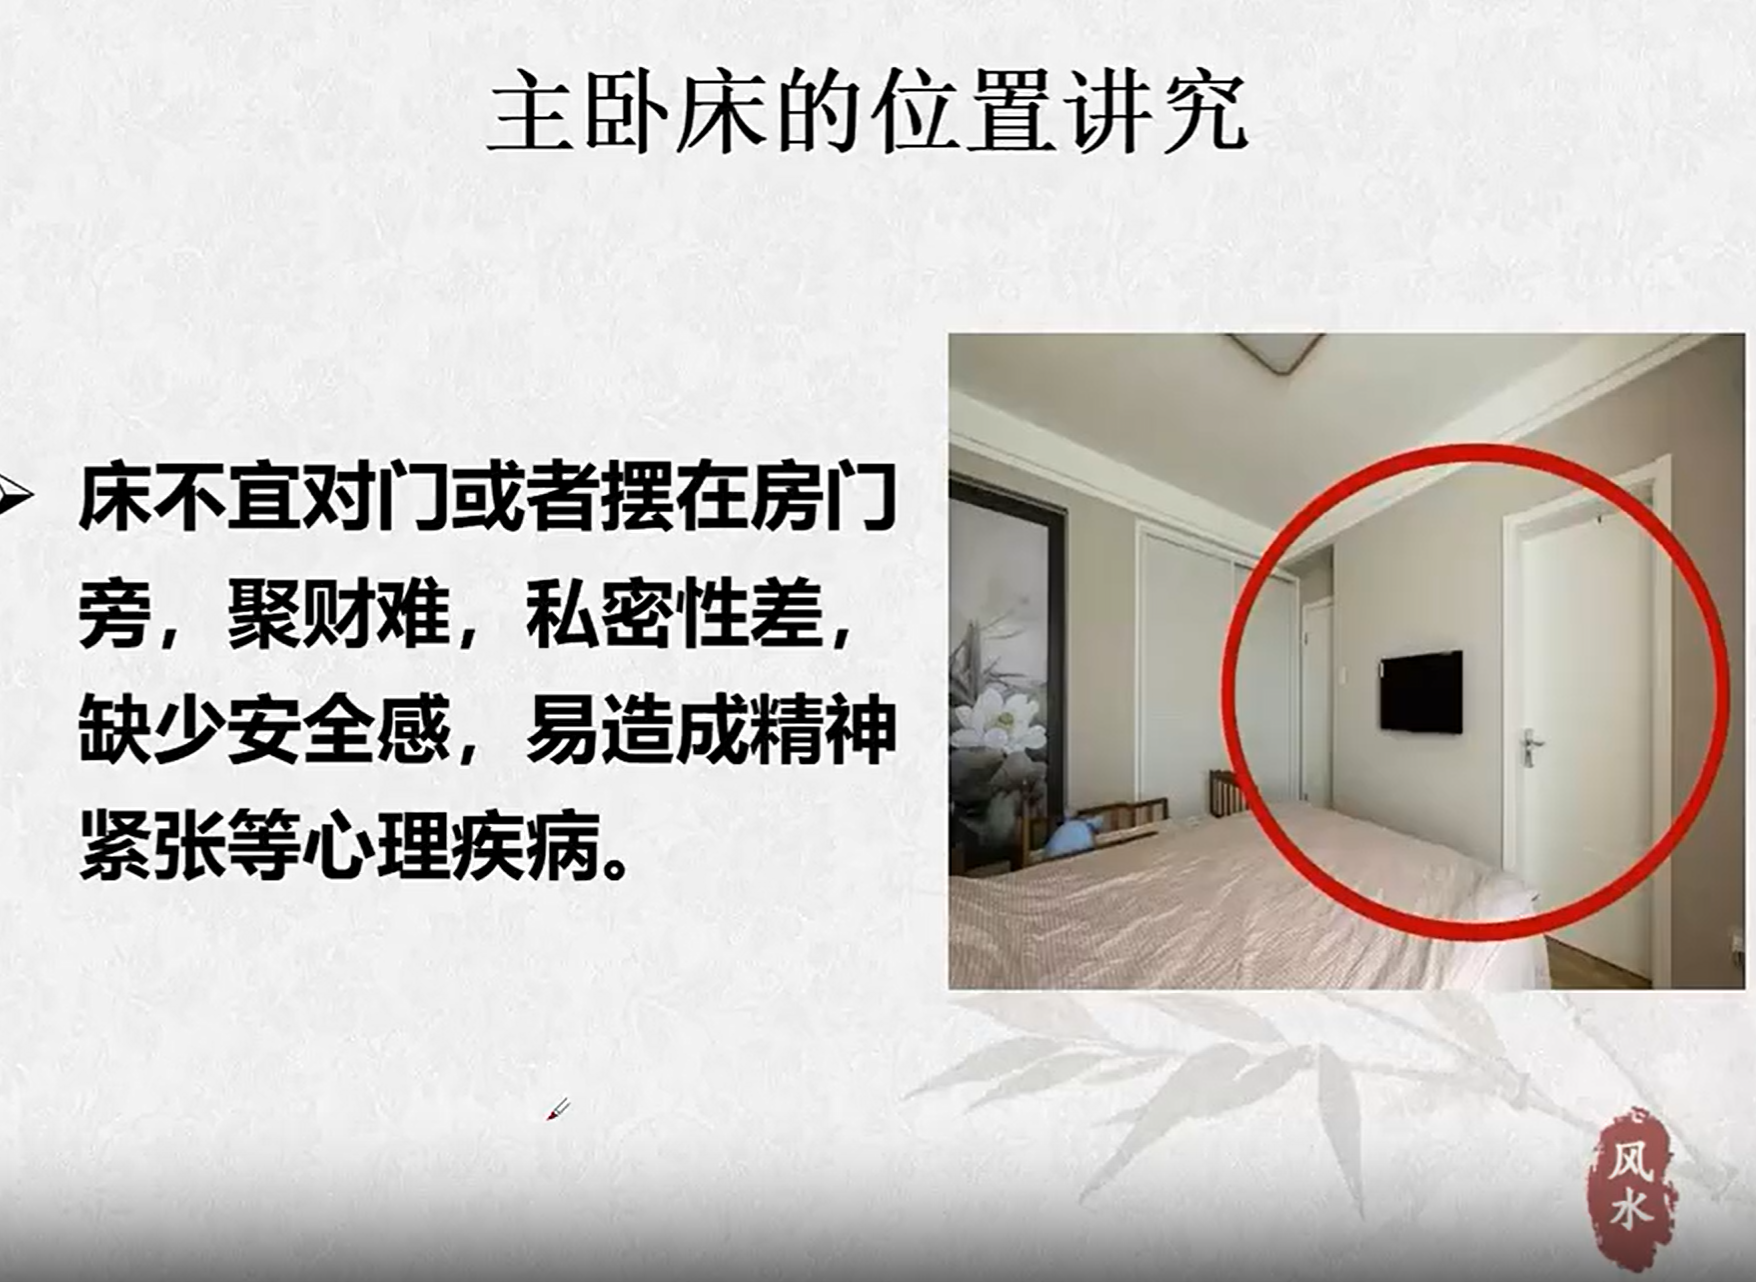 主卧床的位置讲究
床不宜对门或者摆在房门
旁，聚财难，私密性差，
缺少安全感，易造成精神
紧张等心理疾病。
风
水